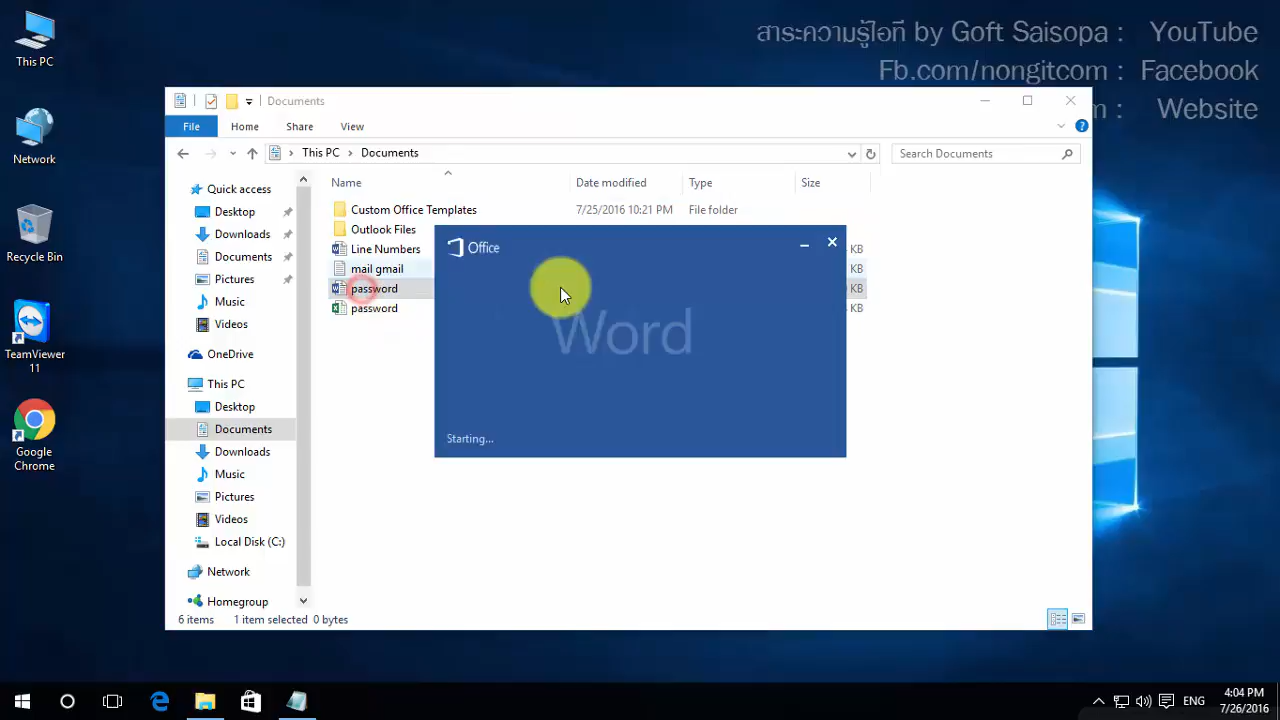 สาระความรู้ไอที by Goft Saisopa : YouTube
Fb.com/nongitcom : Facebook
m : Website
This PC
Network
Recycle Bin
TeamViewer
11
Google
Chrome
Documents
File Home Share View
This PC Documents
Search Documents
Name Date modified Type Size
Quick access
Desktop
Downloads
Documents
Pictures
Music
Videos
OneDrive
This PC
Desktop
Documents
Downloads
Music
Pictures
Videos
Local Disk (C:)
Network
Homegroup
Custom Office Templates 7/25/2016 10:21 PM File folder
Outlook Files
Line Numbers KB
mail gmail KB
password KB
password KB
Office
Word
Starting...
6 items 1 item selected 0 bytes
ENG
4:04 PM
7/26/2016